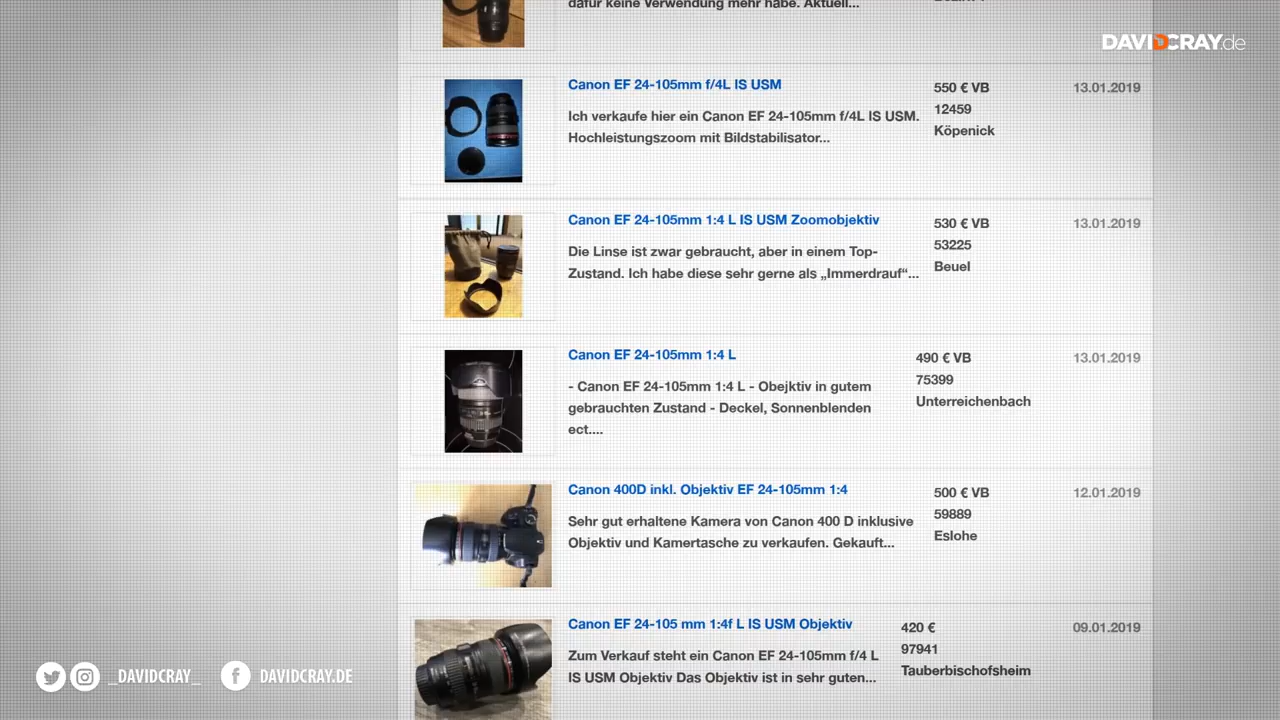 dafür keine Verwendung mehr habe. Aktuell...
DAVIDCRAY.de
Canon EF 24-105mm f/4L IS USM
550 € VB
13.01.2019
Ich verkaufe hier ein Canon EF 24-105mm f/4L IS USM.
12459
Hochleistungszoom mit Bildstabilisator...
Köpenick
Canon EF 24-105mm 1:4 L IS USM Zoomobjektiv
530 € VB
13.01.2019
Die Linse ist zwar gebraucht, aber in einem Top-
53225
Zustand. Ich habe diese sehr gerne als „Immerdrauf“...
Beuel
Canon EF 24-105mm 1:4 L
490 € VB
13.01.2019
- Canon EF 24-105mm 1:4 L - Obejktiv in gutem
75399
gebrauchten Zustand - Deckel, Sonnenblenden
Unterreichenbach
ect....
Canon 400D inkl. Objektiv EF 24-105mm 1:4
500 € VB
12.01.2019
Sehr gut erhaltene Kamera von Canon 400 D inklusive
59889
Objektiv und Kamertasche zu verkaufen. Gekauft...
Eslohe
Canon EF 24-105 mm 1:4f L IS USM Objektiv
420 €
09.01.2019
Zum Verkauf steht ein Canon EF 24-105mm f/4 L
97941
IS USM Objektiv Das Objektiv ist in sehr guten...
Tauberbischofsheim
_DAVIDCRAY
DAVIDCRAY.DE